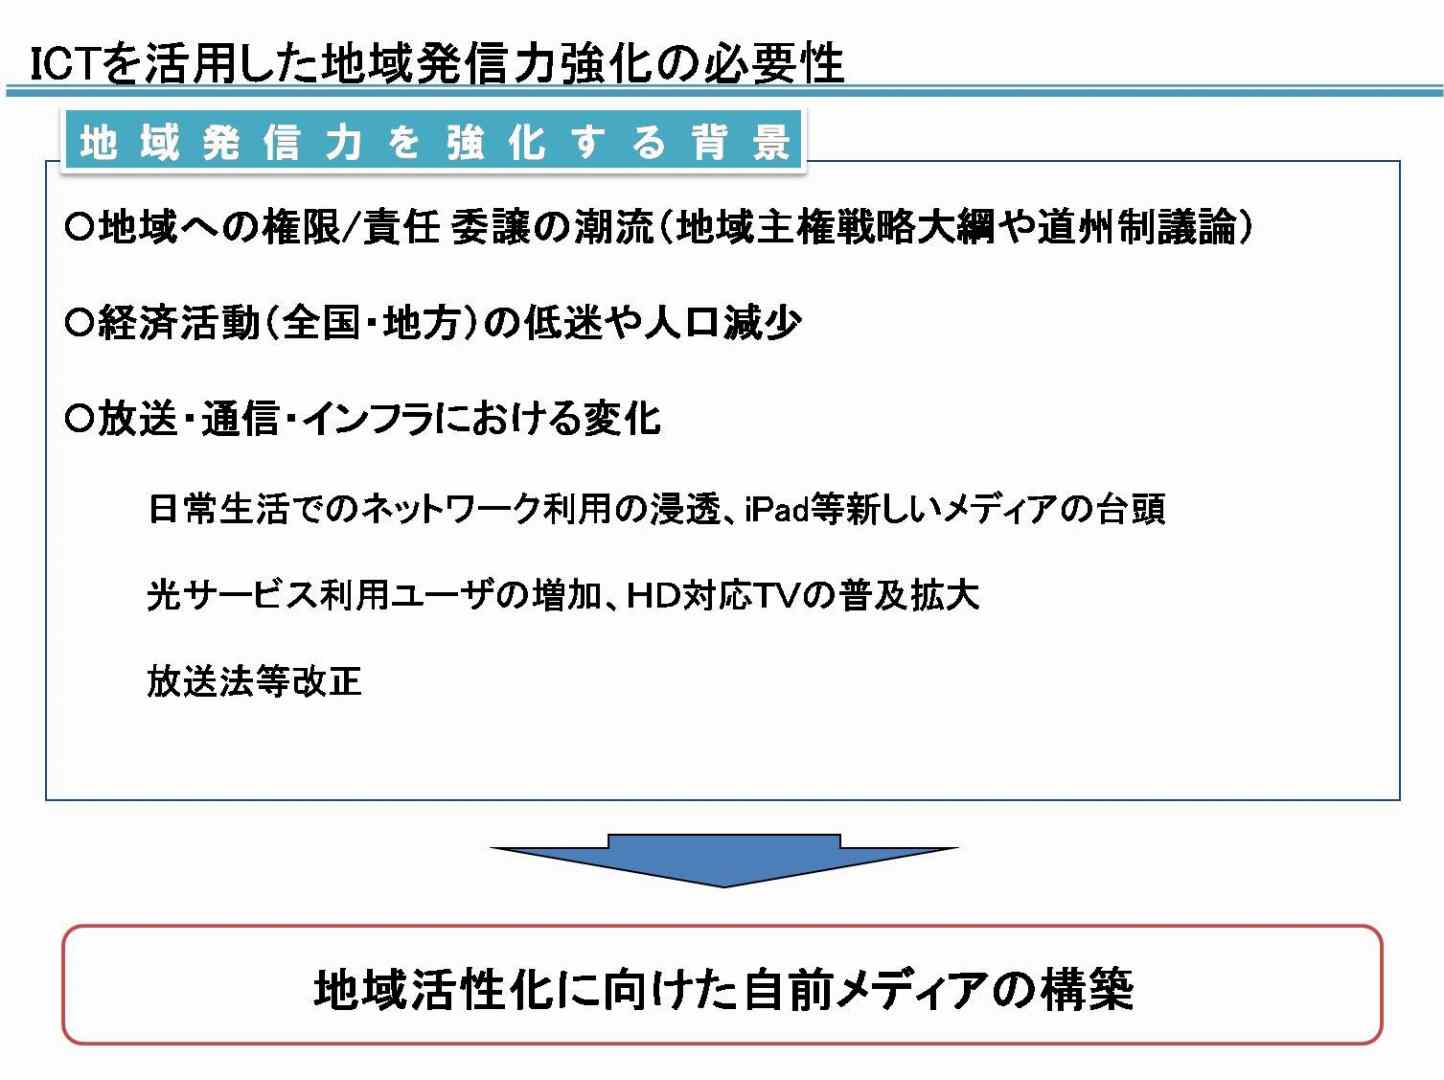 ICTを活用した地域発信力強化の必要性
地域発信力を強化する背景
○地域への権限/責任 委譲の潮流（地域主権戦略大綱や道州制議論）
○経済活動（全国・地方）の低迷や人口減少
○放送・通信・インフラにおける変化
日常生活でのネットワーク利用の浸透、iPad等新しいメディアの台頭
光サービス利用ユーザの増加、HD対応TVの普及拡大
放送法等改正
地域活性化に向けた自前メディアの構築